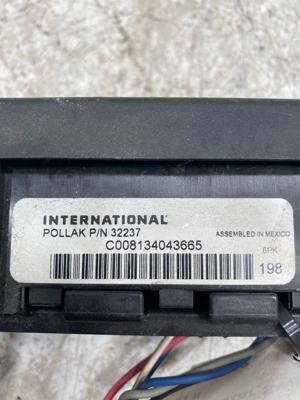 INTERNATIONAL®
POLLAK P/N 32237
ASSEMBLED IN MEXICO
C008134043665
6PK
198